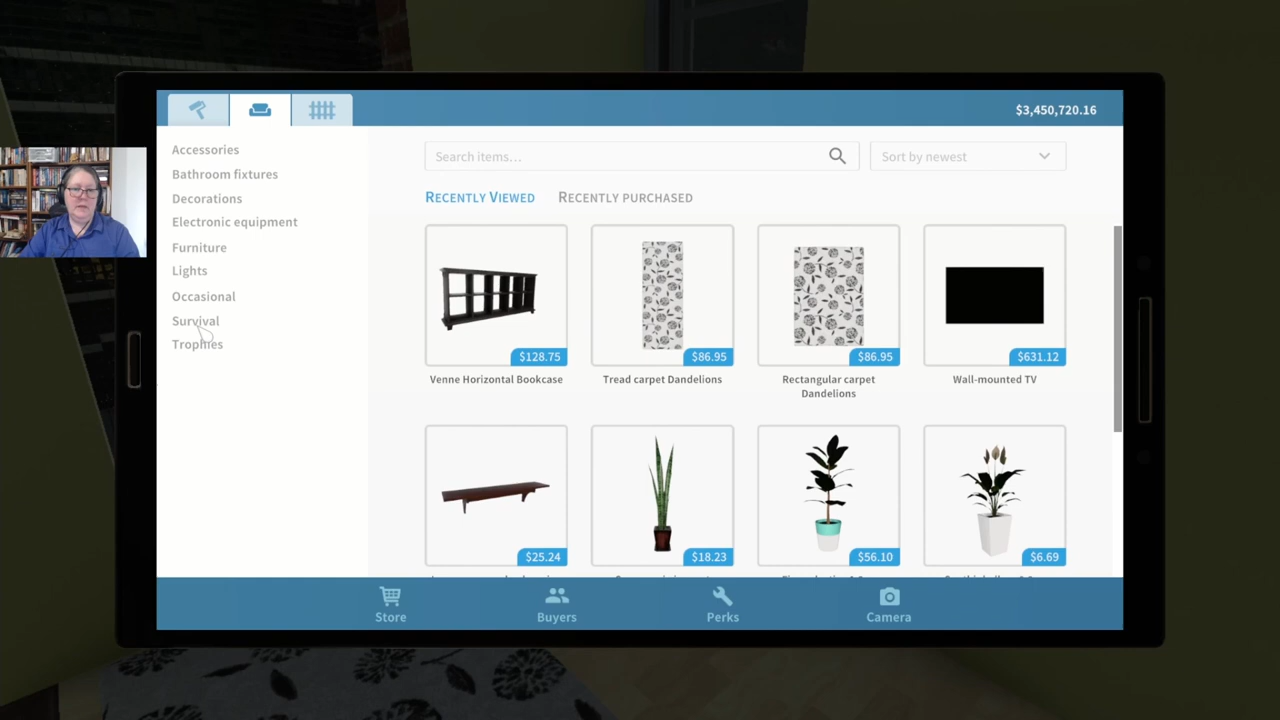 $3,450,720.16
Accessories
Bathroom fixtures
Decorations
Electronic equipment
Furniture
Lights
Occasional
Survival
Trophies
Search items...
Sort by newest
Recently Viewed
Recently purchased
$128.75
$86.95
$86.95
$631.12
Venne Horizontal Bookcase
Tread carpet Dandelions
Rectangular carpet
Dandelions
Wall-mounted TV
$25.24
$18.23
$56.10
$6.69
Store
Buyers
Perks
Camera